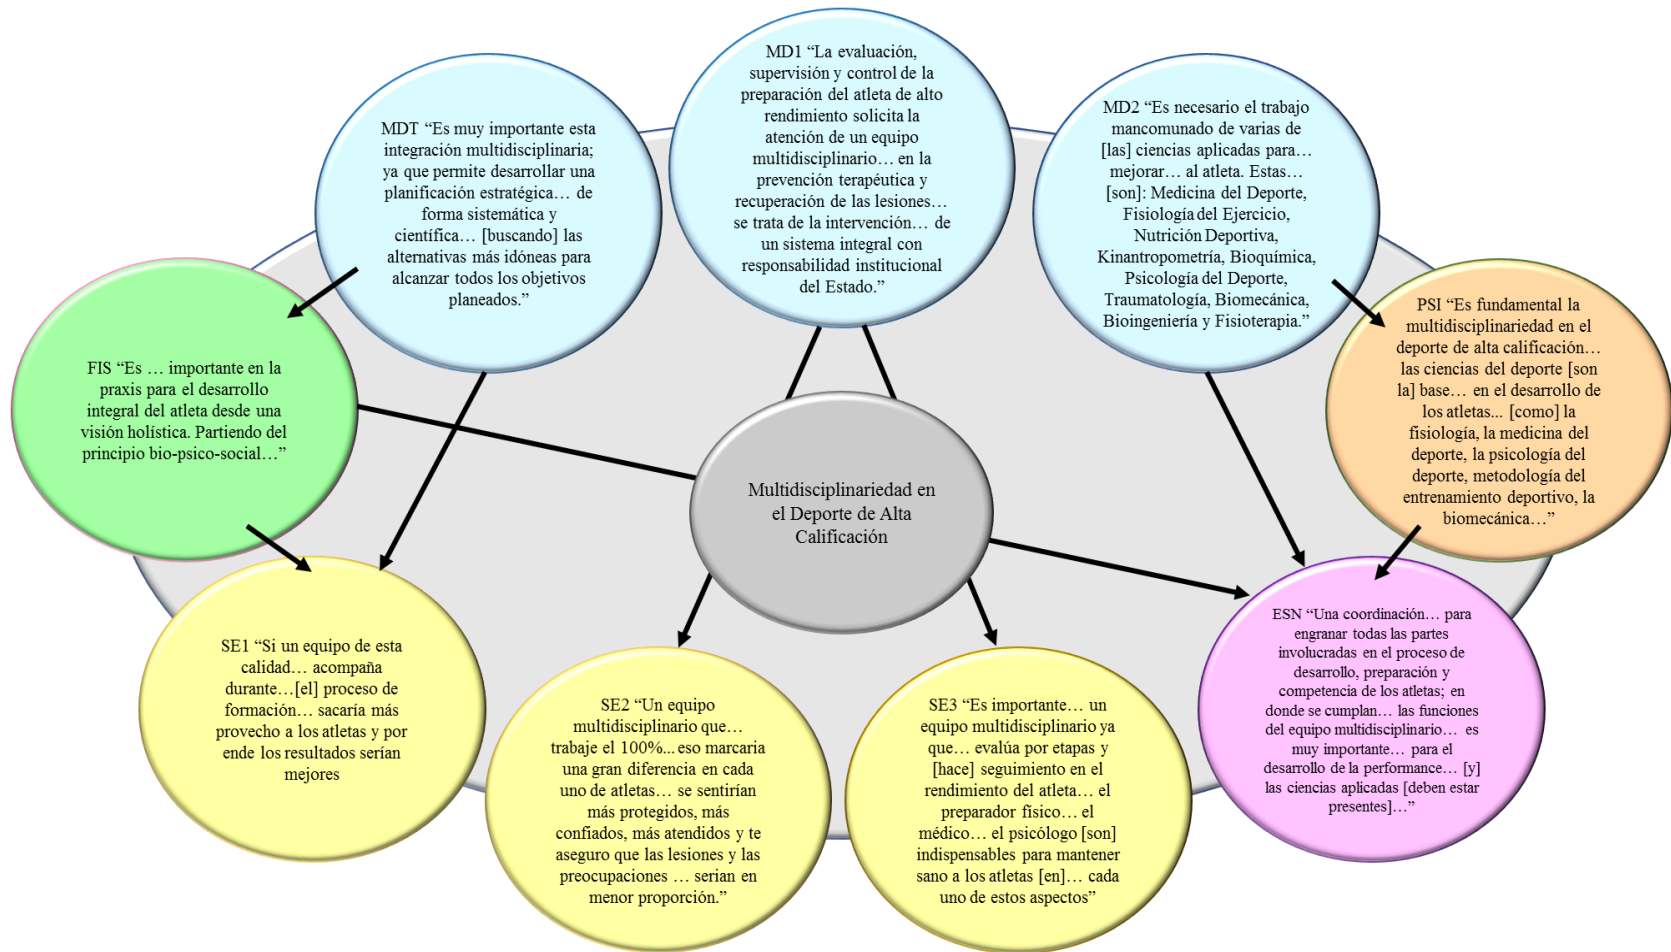 MD1 “La evaluación,
supervisión y control de la
preparación del atleta de alto
rendimiento solicita la
atención de un equipo
multidisciplinario… en la
prevención terapéutica y
recuperación de las lesiones…
se trata de la intervención… de
un sistema integral con
responsabilidad institucional
del Estado.”
MDT “Es muy importante esta
integración multidisciplinaria;
ya que permite desarrollar una
planificación estratégica… de
forma sistemática y
científica… [buscando] las
alternativas más idóneas para
alcanzar todos los objetivos
planeados.”
MD2 “Es necesario el trabajo
mancomunado de varias de
[las] ciencias aplicadas para…
mejorar… al atleta. Estas…
[son]: Medicina del Deporte,
Fisiología del Ejercicio,
Nutrición Deportiva,
Kinantropometría, Bioquímica,
Psicología del Deporte,
Traumatología, Biomecánica,
Bioingeniería y Fisioterapia.”
FIS “Es … importante en la
praxis para el desarrollo
integral del atleta desde una
visión holística. Partiendo del
principio bio-psico-social…”
PSI “Es fundamental la
multidisciplinariedad en el
deporte de alta calificación…
las ciencias del deporte [son
la] base… en el desarrollo de
los atletas... [como] la
fisiología, la medicina del
deporte, la psicología del
deporte, metodología del
entrenamiento deportivo, la
biomecánica…”
Multidisciplinariedad en
el Deporte de Alta
Calificación
SE1 “Si un equipo de esta
calidad… acompaña
durante…[el] proceso de
formación… sacaría más
provecho a los atletas y por
ende los resultados serían
mejores
SE2 “Un equipo
multidisciplinario que…
trabaje el 100%... eso marcaria
una gran diferencia en cada
uno de atletas… se sentirían
más protegidos, más
confiados, más atendidos y te
aseguro que las lesiones y las
preocupaciones … serian en
menor proporción.”
SE3 “Es importante… un
equipo multidisciplinario ya
que… evalúa por etapas y
[hace] seguimiento en el
rendimiento del atleta… el
preparador físico… el
médico… el psicólogo [son]
indispensables para mantener
sano a los atletas [en]… cada
uno de estos aspectos”
ESN “Una coordinación… para
engranar todas las partes
involucradas en el proceso de
desarrollo, preparación y
competencia de los atletas; en
donde se cumplan… las funciones
del equipo multidisciplinario… es
muy importante… para el
desarrollo de la performance… [y]
las ciencias aplicadas [deben estar
presentes]…”